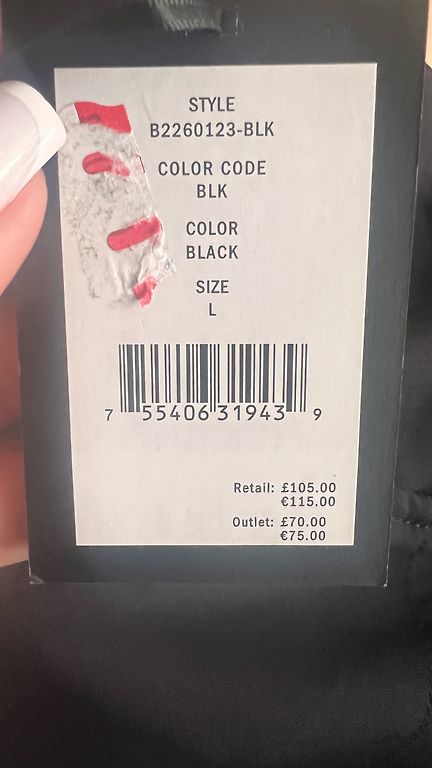 STYLE
B2260123-BLK
COLOR CODE
BLK
COLOR
BLACK
SIZE
L
7 55406 31943 9
Retail: £105.00
€115.00
Outlet: £70.00
€75.00